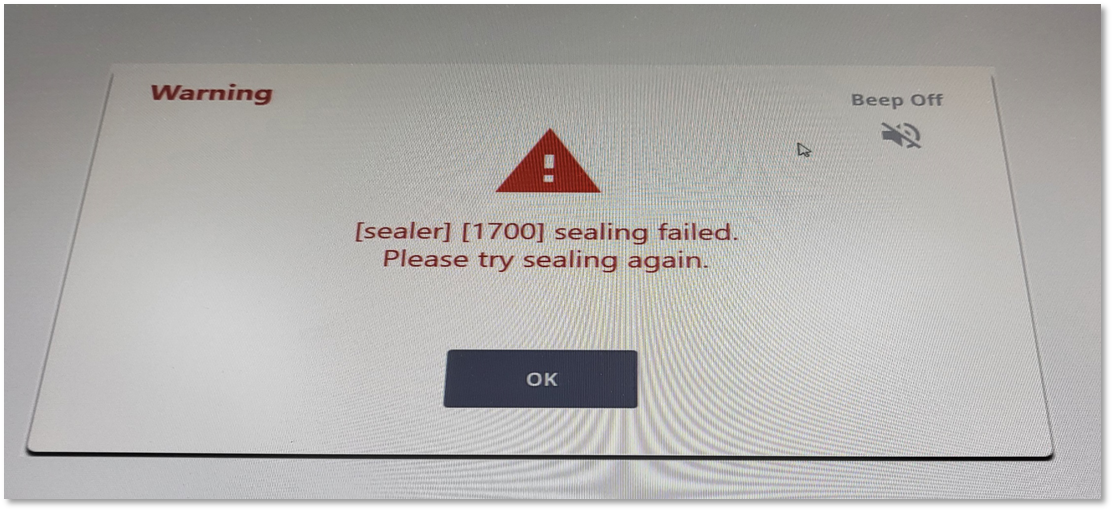 Warning
Beep Off
[sealer] [1700] sealing failed.
Please try sealing again.
OK